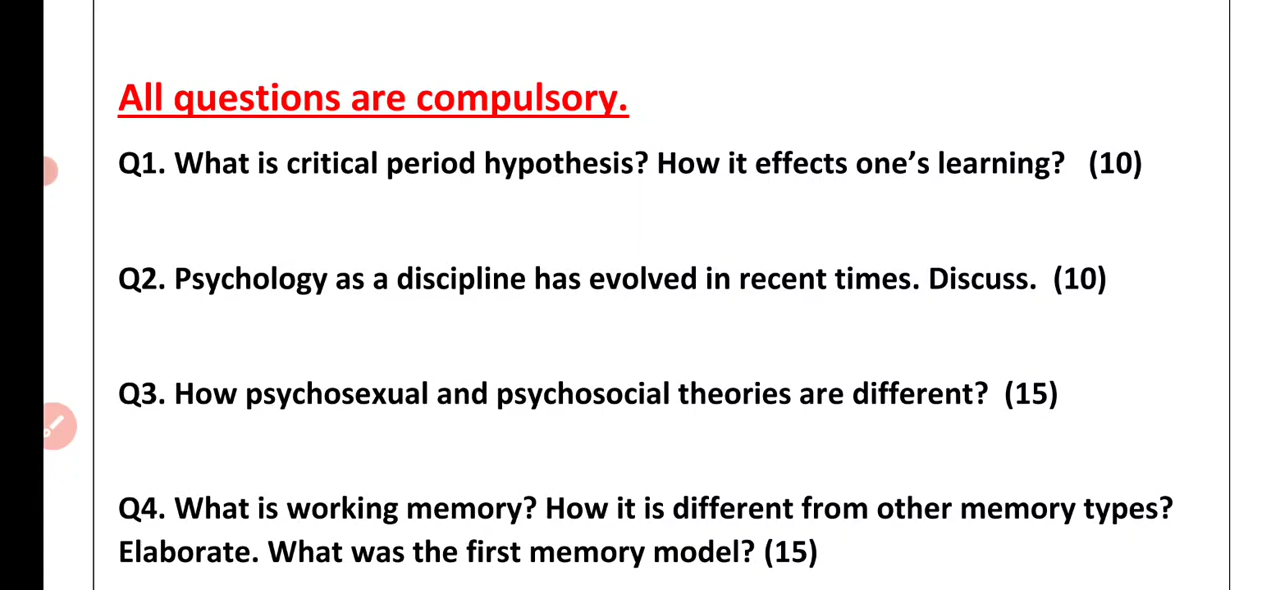 All questions are compulsory.
Q1. What is critical period hypothesis? How it effects one’s learning? (10)
Q2. Psychology as a discipline has evolved in recent times. Discuss. (10)
Q3. How psychosexual and psychosocial theories are different? (15)
Q4. What is working memory? How it is different from other memory types?
Elaborate. What was the first memory model? (15)